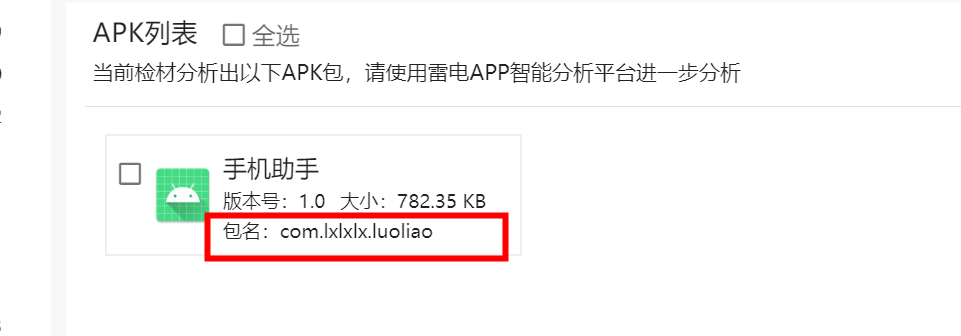 APK列表 全选
当前检材分析出以下APK包，请使用雷电APP智能分析平台进一步分析
手机助手
版本号：1.0 大小：782.35 KB
包名：com.lxlxlx.luoliao